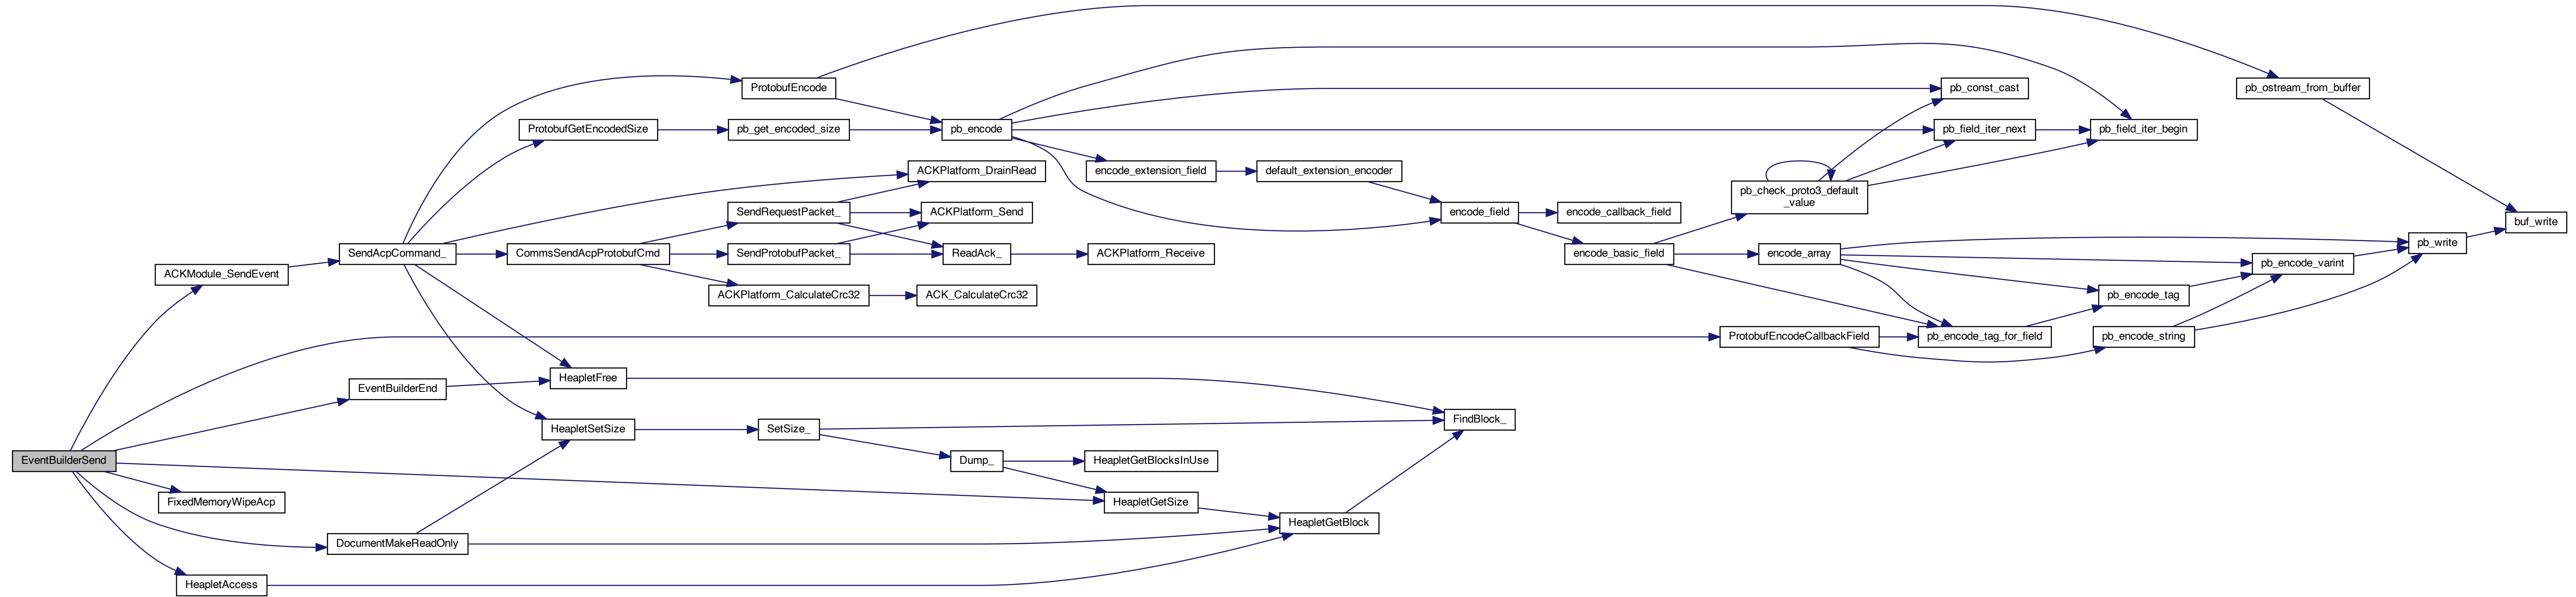 EventBuilderSend
ACKModule_SendEvent
EventBuilderEnd
FixedMemoryWipeAcp
DocumentMakeReadOnly
HeapletAccess
SendAcpCommand_
ProtobufEncode
ProtobufGetEncodedSize
pb_get_encoded_size
pb_encode
ACKPlatform_DrainRead
SendRequestPacket_
ACKPlatform_Send
CommsSendAcpProtobufCmd
SendProtobufPacket_
ReadAck_
ACKPlatform_Receive
ACKPlatform_CalculateCrc32
ACK_CalculateCrc32
HeapletFree
HeapletSetSize
SetSize_
Dump_
HeapletGetBlocksInUse
HeapletGetSize
HeapletGetBlock
FindBlock_
encode_extension_field
default_extension_encoder
encode_field
encode_callback_field
encode_basic_field
pb_check_proto3_default
_value
encode_array
ProtobufEncodeCallbackField
pb_const_cast
pb_field_iter_next
pb_field_iter_begin
pb_encode_tag_for_field
pb_encode_tag
pb_encode_string
pb_encode_varint
pb_write
pb_ostream_from_buffer
buf_write